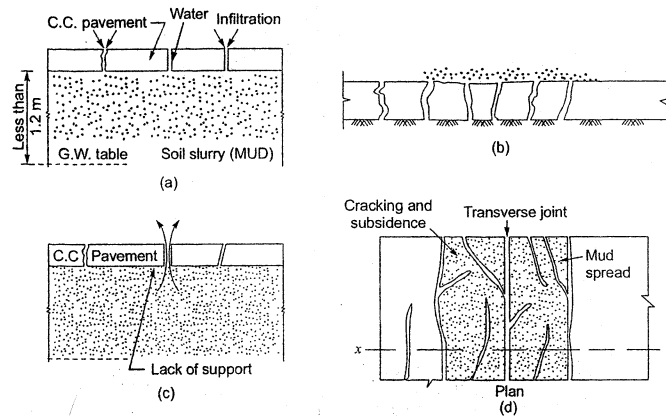 C.C. pavement
Water
Infiltration
Less than
1.2 m
G.W. table
Soil slurry (MUD)
(a)
(b)
C.C
Pavement
Lack of support
(c)
Cracking and
subsidence
Transverse joint
Mud
spread
x
x
Plan
(d)